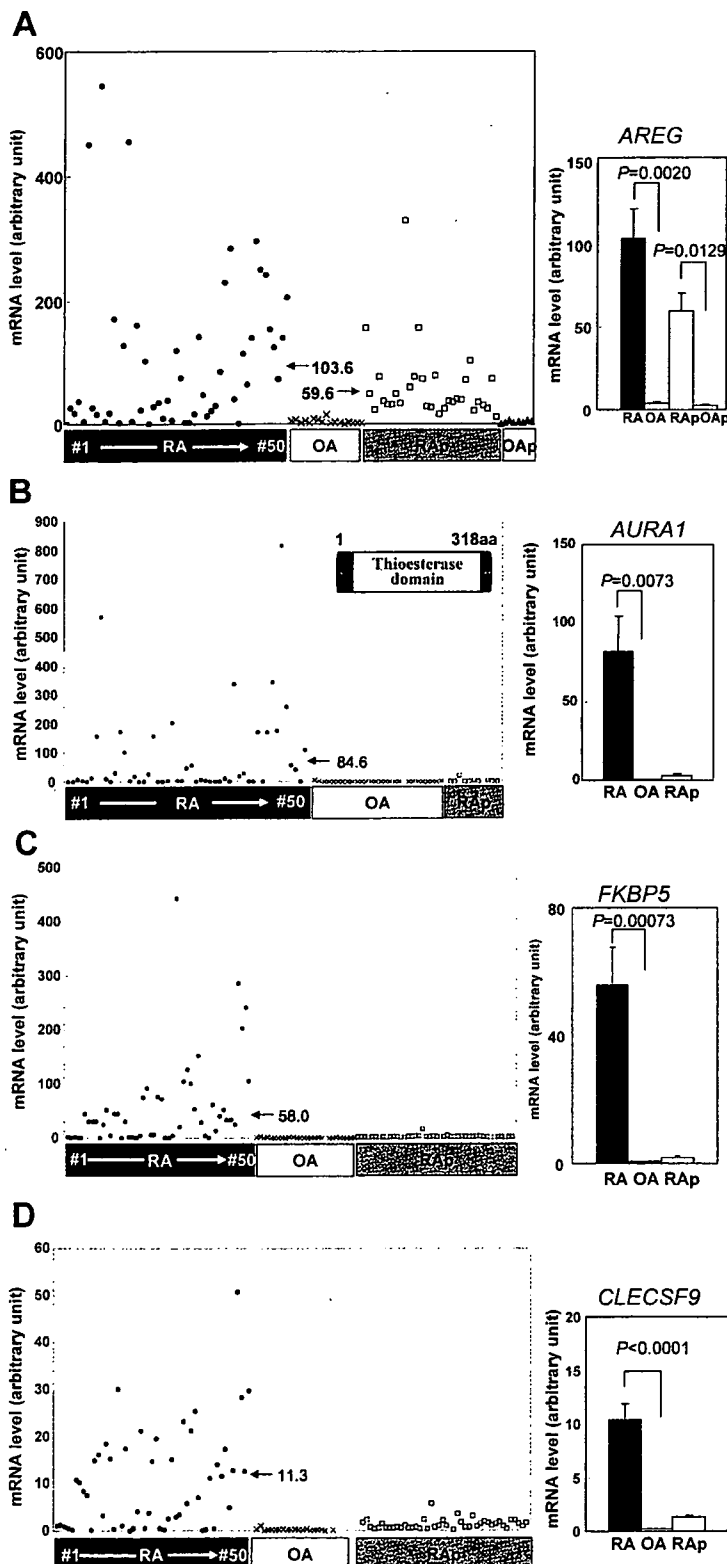 A
mRNA level (arbitrary unit)
600
400
200
0
103.6
59.6
#1 RA #50 OA RAp OAp
AREG
mRNA level (arbitrary unit)
150
100
50
0
P=0.0020
P=0.0129
RA OA RAp OAp
B
mRNA level (arbitrary unit)
900
800
700
600
500
400
300
200
100
0
1 318aa
Thioesterase
domain
84.6
#1 RA #50 OA RAp
AURA1
mRNA level (arbitrary unit)
150
100
50
0
P=0.0073
RA OA RAp
C
mRNA level (arbitrary unit)
500
400
300
200
100
0
58.0
#1 RA #50 OA RAp
FKBP5
mRNA level (arbitrary unit)
80
40
0
P=0.00073
RA OA RAp
D
mRNA level (arbitrary unit)
60
50
40
30
20
10
0
11.3
#1 RA #50 OA RAp
CLECSF9
mRNA level (arbitrary unit)
20
15
10
5
0
P<0.0001
RA OA RAp